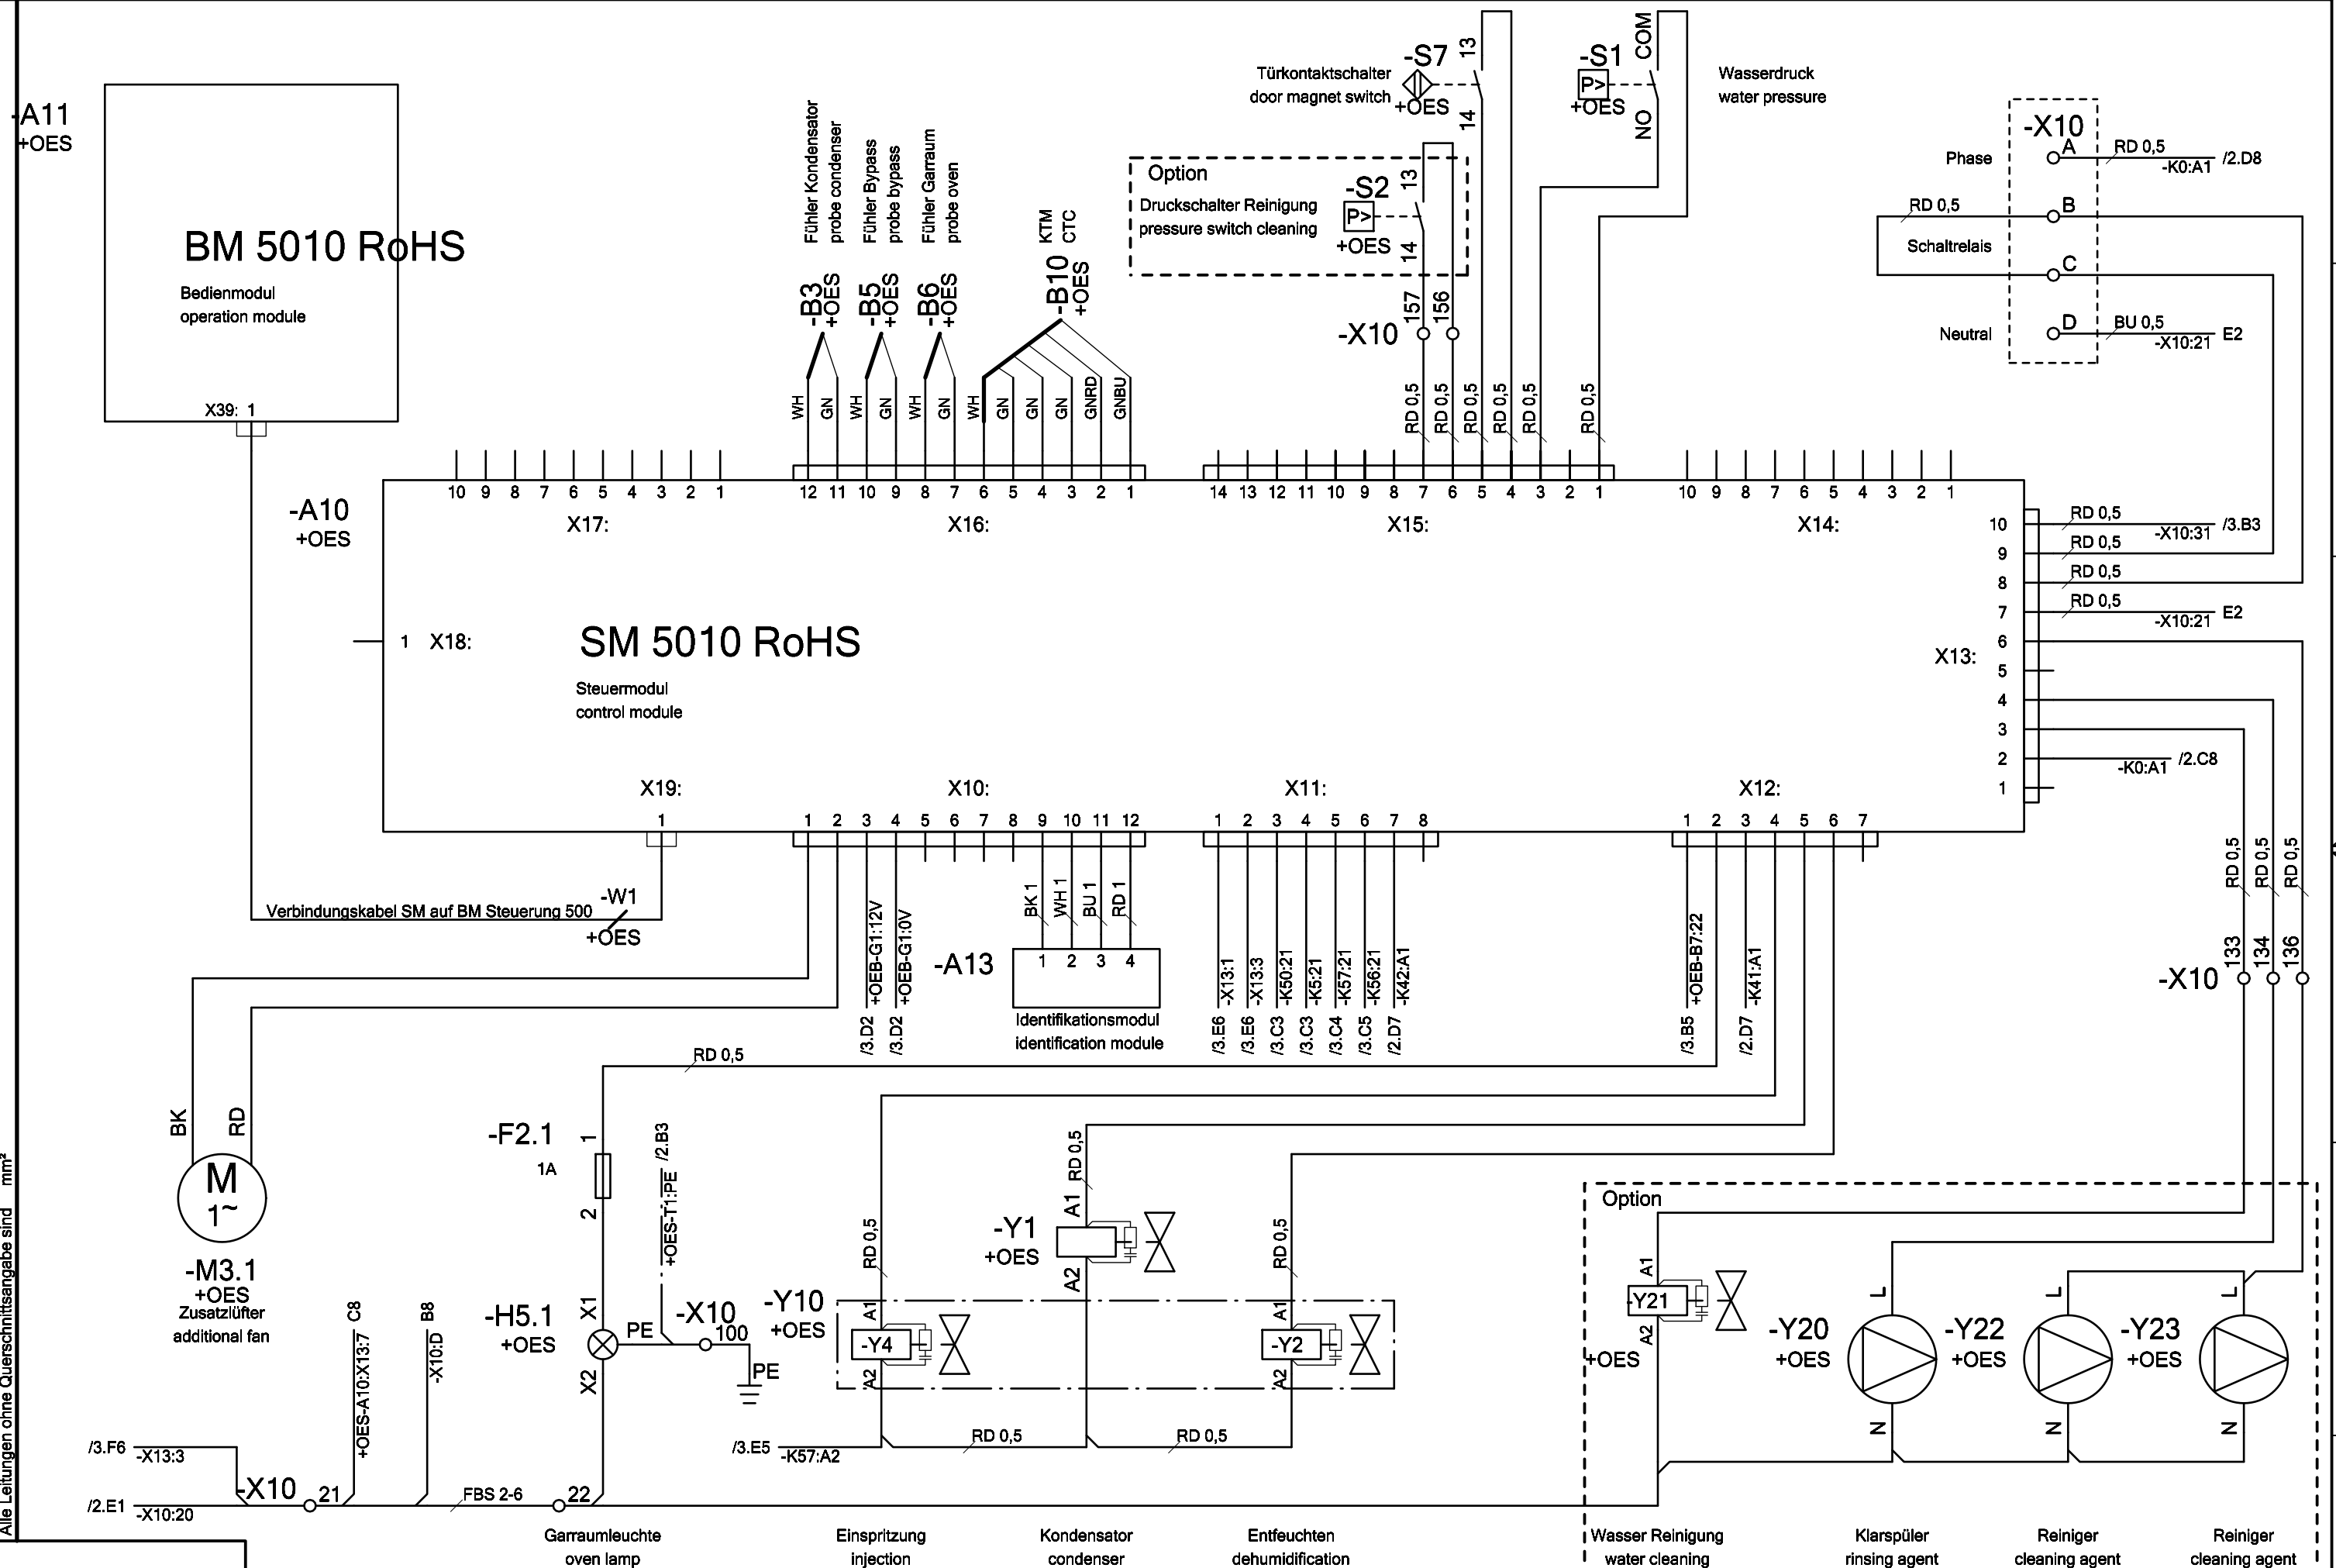 -A11
+OES
BM 5010 RoHS
Bedienmodul
operation module
X39: 1
Fühler Kondensator
probe condenser
-B3
+OES
Fühler Bypass
probe bypass
-B5
+OES
Fühler Garraum
probe oven
-B6
+OES
KTM
CTC
-B10
+OES
WH
GN
WH
GN
WH
GN
WH
GN
GN
GN
GNRD
GNBU
Türkontaktschalter
door magnet switch
-S7
+OES
13
14
-S1
P>
+OES
COM
NO
Wasserdruck
water pressure
Option
Druckschalter Reinigung
pressure switch cleaning
-S2
P>
+OES
13
14
-X10
157
156
RD 0,5
RD 0,5
RD 0,5
RD 0,5
RD 0,5
RD 0,5
-X10
Phase
A
RD 0,5
-K0:A1
/2.D8
RD 0,5
B
Schaltrelais
C
Neutral
D
BU 0,5
-X10:21
E2
-A10
+OES
10 9 8 7 6 5 4 3 2 1
X17:
12 11 10 9 8 7 6 5 4 3 2 1
X16:
14 13 12 11 10 9 8 7 6 5 4 3 2 1
X15:
10 9 8 7 6 5 4 3 2 1
X14:
1 X18:
SM 5010 RoHS
Steuermodul
control module
X13:
10
RD 0,5
-X10:31
/3.B3
9
RD 0,5
8
RD 0,5
7
RD 0,5
-X10:21
E2
6
5
4
3
2
-K0:A1
/2.C8
1
X19:
1
X10:
1 2 3 4 5 6 7 8 9 10 11 12
X11:
1 2 3 4 5 6 7 8
X12:
1 2 3 4 5 6 7
Verbindungskabel SM auf BM Steuerung 500
-W1
+OES
/3.D2
+OEB-G1:12V
/3.D2
+OEB-G1:0V
BK 1
WH 1
BU 1
RD 1
-A13
1 2 3 4
Identifikationsmodul
identification module
/3.E6
-X13:1
/3.E6
-X13:3
/3.C3
-K50:21
/3.C3
-K5:21
/3.C4
-K57:21
/3.C5
-K56:21
/2.D7
-K42:A1
/3.B5
+OEB-B7:22
/2.D7
-K41:A1
RD 0,5
RD 0,5
RD 0,5
-X10
133
134
136
BK
RD
M
1~
-M3.1
+OES
Zusatzlüfter
additional fan
RD 0,5
-F2.1
1A
1
2
/2.B3
+OES-T1:PE
-H5.1
+OES
X1
X2
PE
-X10
100
PE
C8
+OES-A10:X13:7
B8
-X10:D
/3.F6
-X13:3
/2.E1
-X10:20
-X10
21
FBS 2-6
22
Garraumleuchte
oven lamp
-Y10
+OES
RD 0,5
A1
-Y4
A2
/3.E5
-K57:A2
RD 0,5
Einspritzung
injection
RD 0,5
-Y1
+OES
A1
A2
RD 0,5
Kondensator
condenser
RD 0,5
A1
-Y2
A2
Entfeuchten
dehumidification
Option
A1
-Y21
A2
+OES
Wasser Reinigung
water cleaning
-Y20
+OES
L
N
Klarspüler
rinsing agent
-Y22
+OES
L
N
Reiniger
cleaning agent
-Y23
+OES
L
N
Reiniger
cleaning agent
Alle Leitungen ohne Querschnittsangabe sind mm²